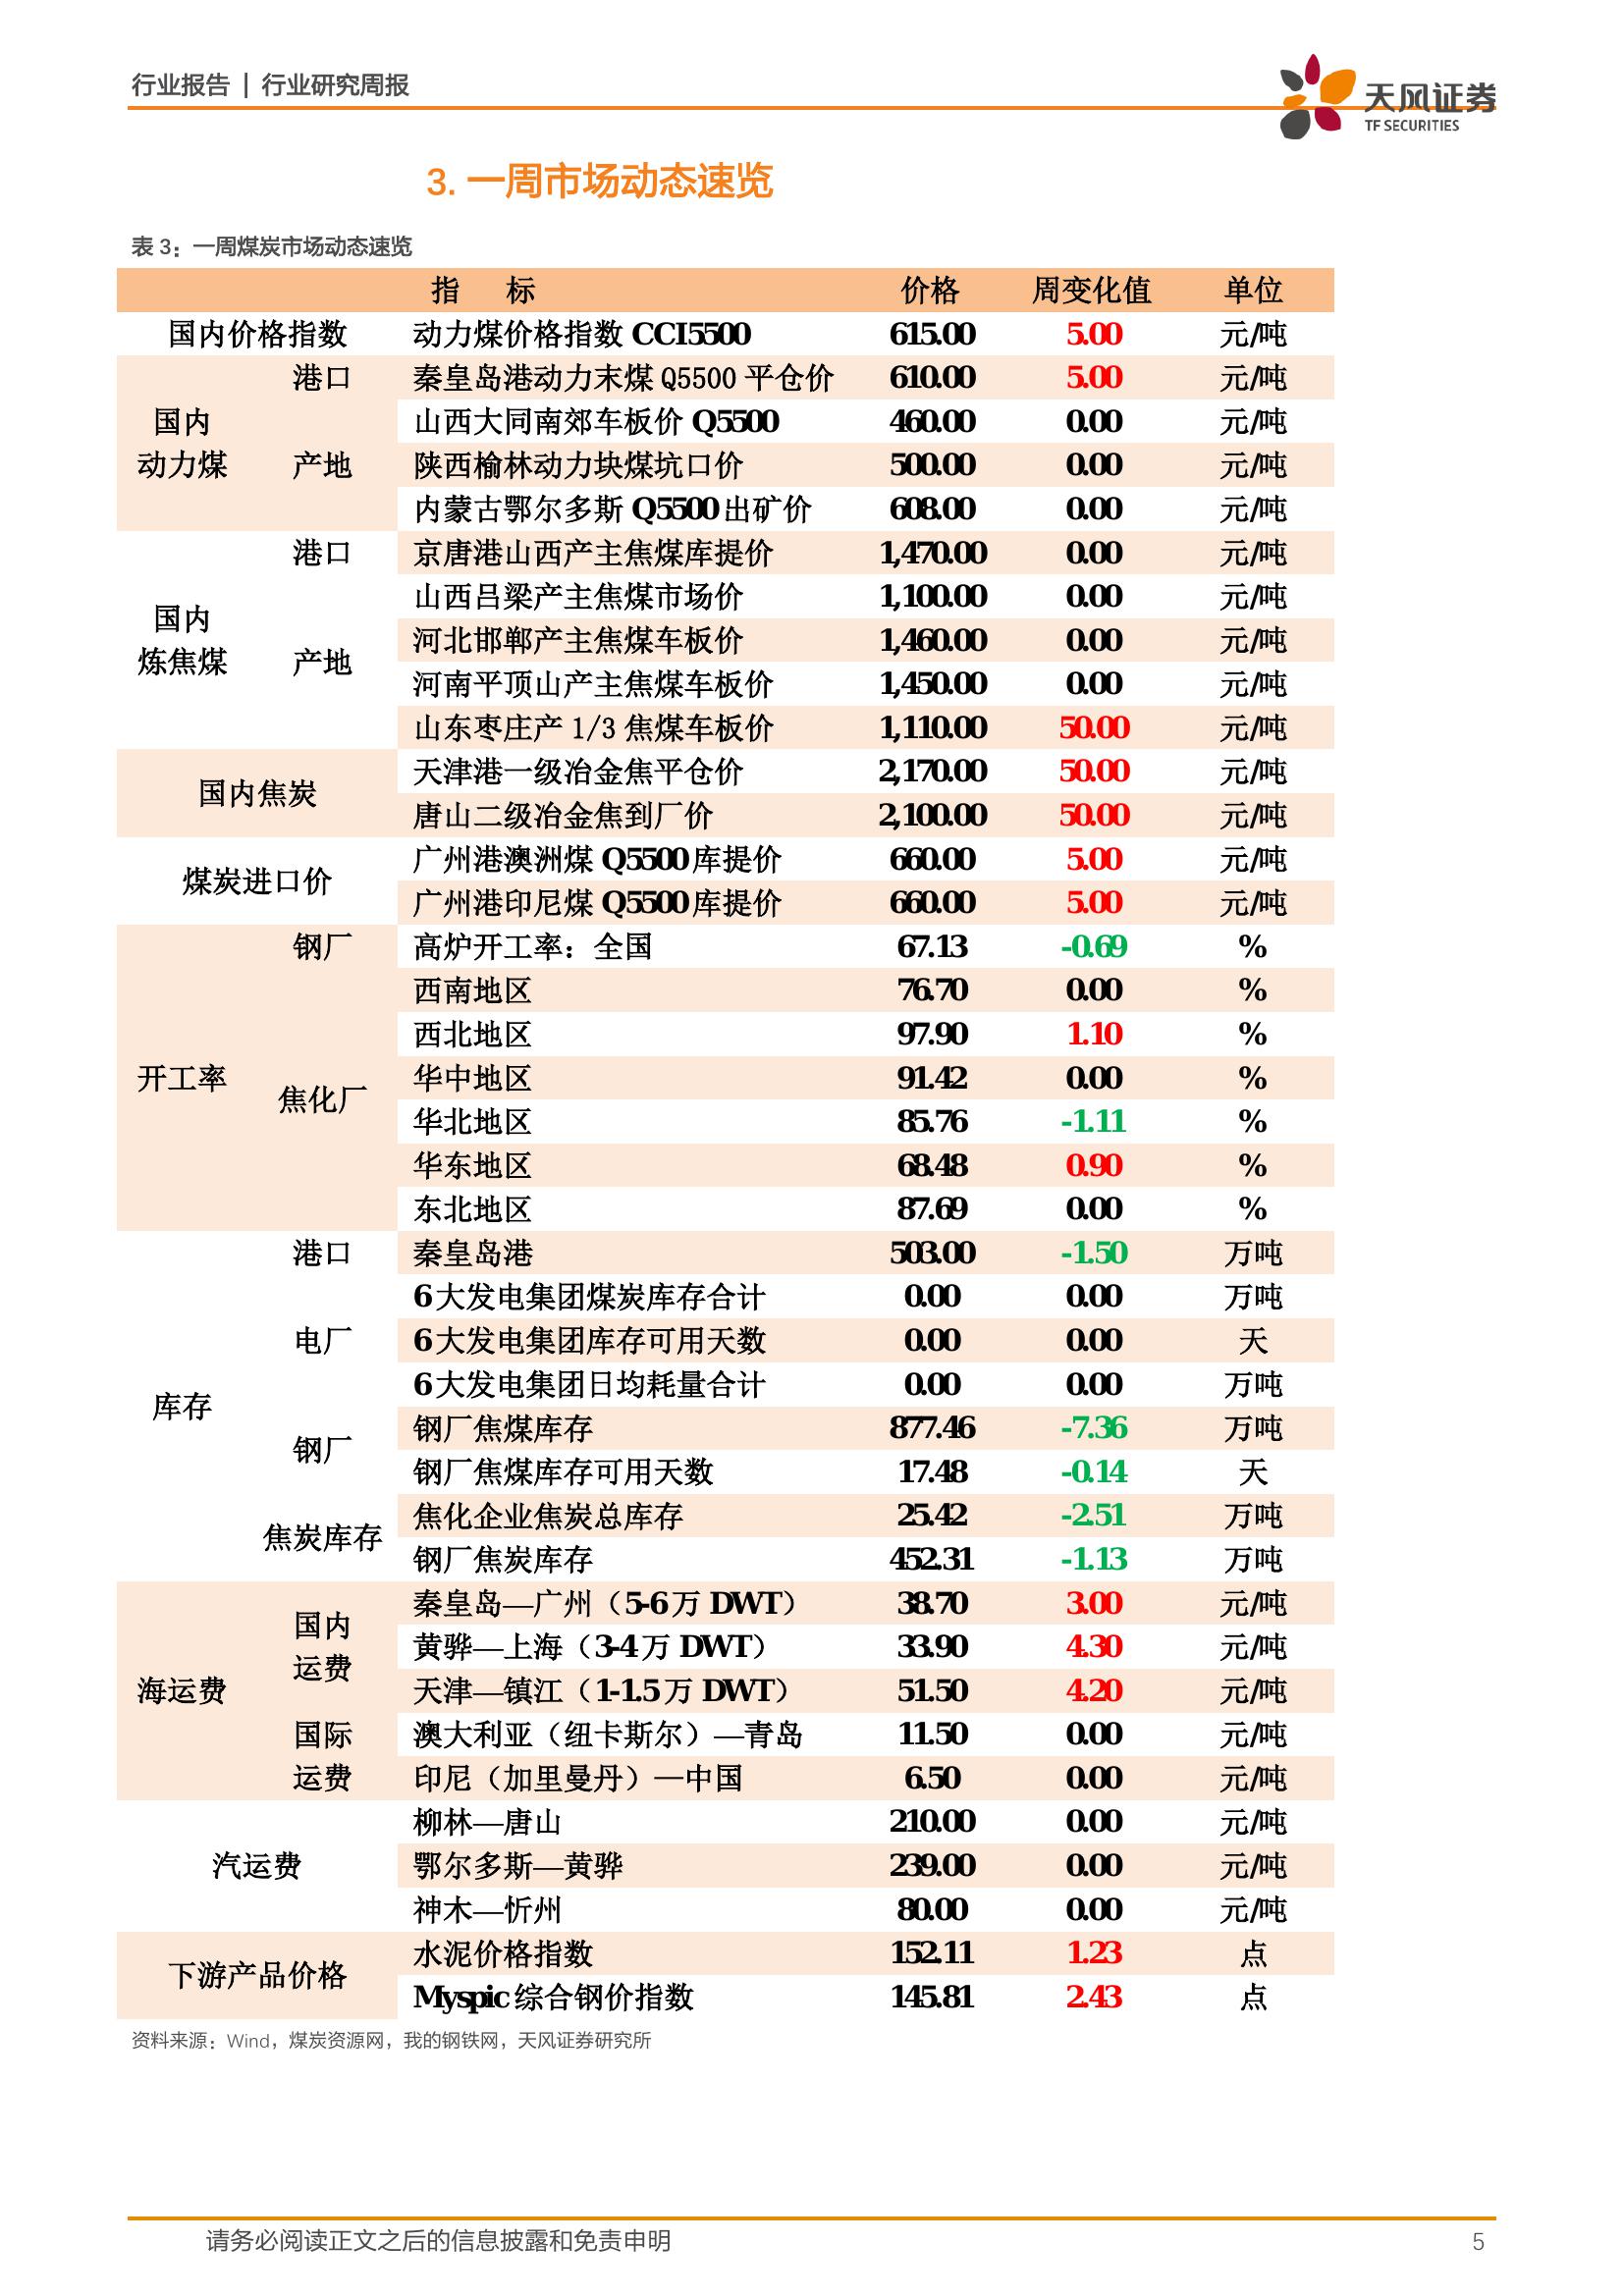 行业报告 | 行业研究周报
天风证券
TF SECURITIES
3. 一周市场动态速览
表 3：一周煤炭市场动态速览
指 标 价格 周变化值 单位
国内价格指数 动力煤价格指数 CCI5500 615.00 5.00 元/吨
国内动力煤 港口 秦皇岛港动力末煤 Q5500 平仓价 610.00 5.00 元/吨
产地 山西大同南郊车板价 Q5500 460.00 0.00 元/吨
陕西榆林动力块煤坑口价 500.00 0.00 元/吨
内蒙古鄂尔多斯 Q5500 出矿价 608.00 0.00 元/吨
国内炼焦煤 港口 京唐港山西产主焦煤库提价 1,470.00 0.00 元/吨
产地 山西吕梁产主焦煤市场价 1,100.00 0.00 元/吨
河北邯郸产主焦煤车板价 1,460.00 0.00 元/吨
河南平顶山产主焦煤车板价 1,450.00 0.00 元/吨
山东枣庄产 1/3 焦煤车板价 1,110.00 50.00 元/吨
国内焦炭 天津港一级冶金焦平仓价 2,170.00 50.00 元/吨
唐山二级冶金焦到厂价 2,100.00 50.00 元/吨
煤炭进口价 广州港澳洲煤 Q5500 库提价 660.00 5.00 元/吨
广州港印尼煤 Q5500 库提价 660.00 5.00 元/吨
开工率 钢厂 高炉开工率：全国 67.13 -0.69 %
焦化厂 西南地区 76.70 0.00 %
西北地区 97.90 1.10 %
华中地区 91.42 0.00 %
华北地区 85.76 -1.11 %
华东地区 68.48 0.90 %
东北地区 87.69 0.00 %
库存 港口 秦皇岛港 503.00 -1.50 万吨
电厂 6大发电集团煤炭库存合计 0.00 0.00 万吨
6大发电集团库存可用天数 0.00 0.00 天
6大发电集团日均耗量合计 0.00 0.00 万吨
钢厂 钢厂焦煤库存 877.46 -7.36 万吨
钢厂焦煤库存可用天数 17.48 -0.14 天
焦炭库存 焦化企业焦炭总库存 25.42 -2.51 万吨
钢厂焦炭库存 452.31 -1.13 万吨
海运费 国内运费 秦皇岛—广州（5-6万 DWT） 38.70 3.00 元/吨
黄骅—上海（3-4万 DWT） 33.90 4.30 元/吨
天津—镇江（1-1.5万 DWT） 51.50 4.20 元/吨
国际运费 澳大利亚（纽卡斯尔）—青岛 11.50 0.00 元/吨
印尼（加里曼丹）—中国 6.50 0.00 元/吨
汽运费 柳林—唐山 210.00 0.00 元/吨
鄂尔多斯—黄骅 239.00 0.00 元/吨
神木—忻州 80.00 0.00 元/吨
下游产品价格 水泥价格指数 152.11 1.23 点
Myspic 综合钢价指数 145.81 2.43 点
资料来源：Wind，煤炭资源网，我的钢铁网，天风证券研究所
请务必阅读正文之后的信息披露和免责申明 5